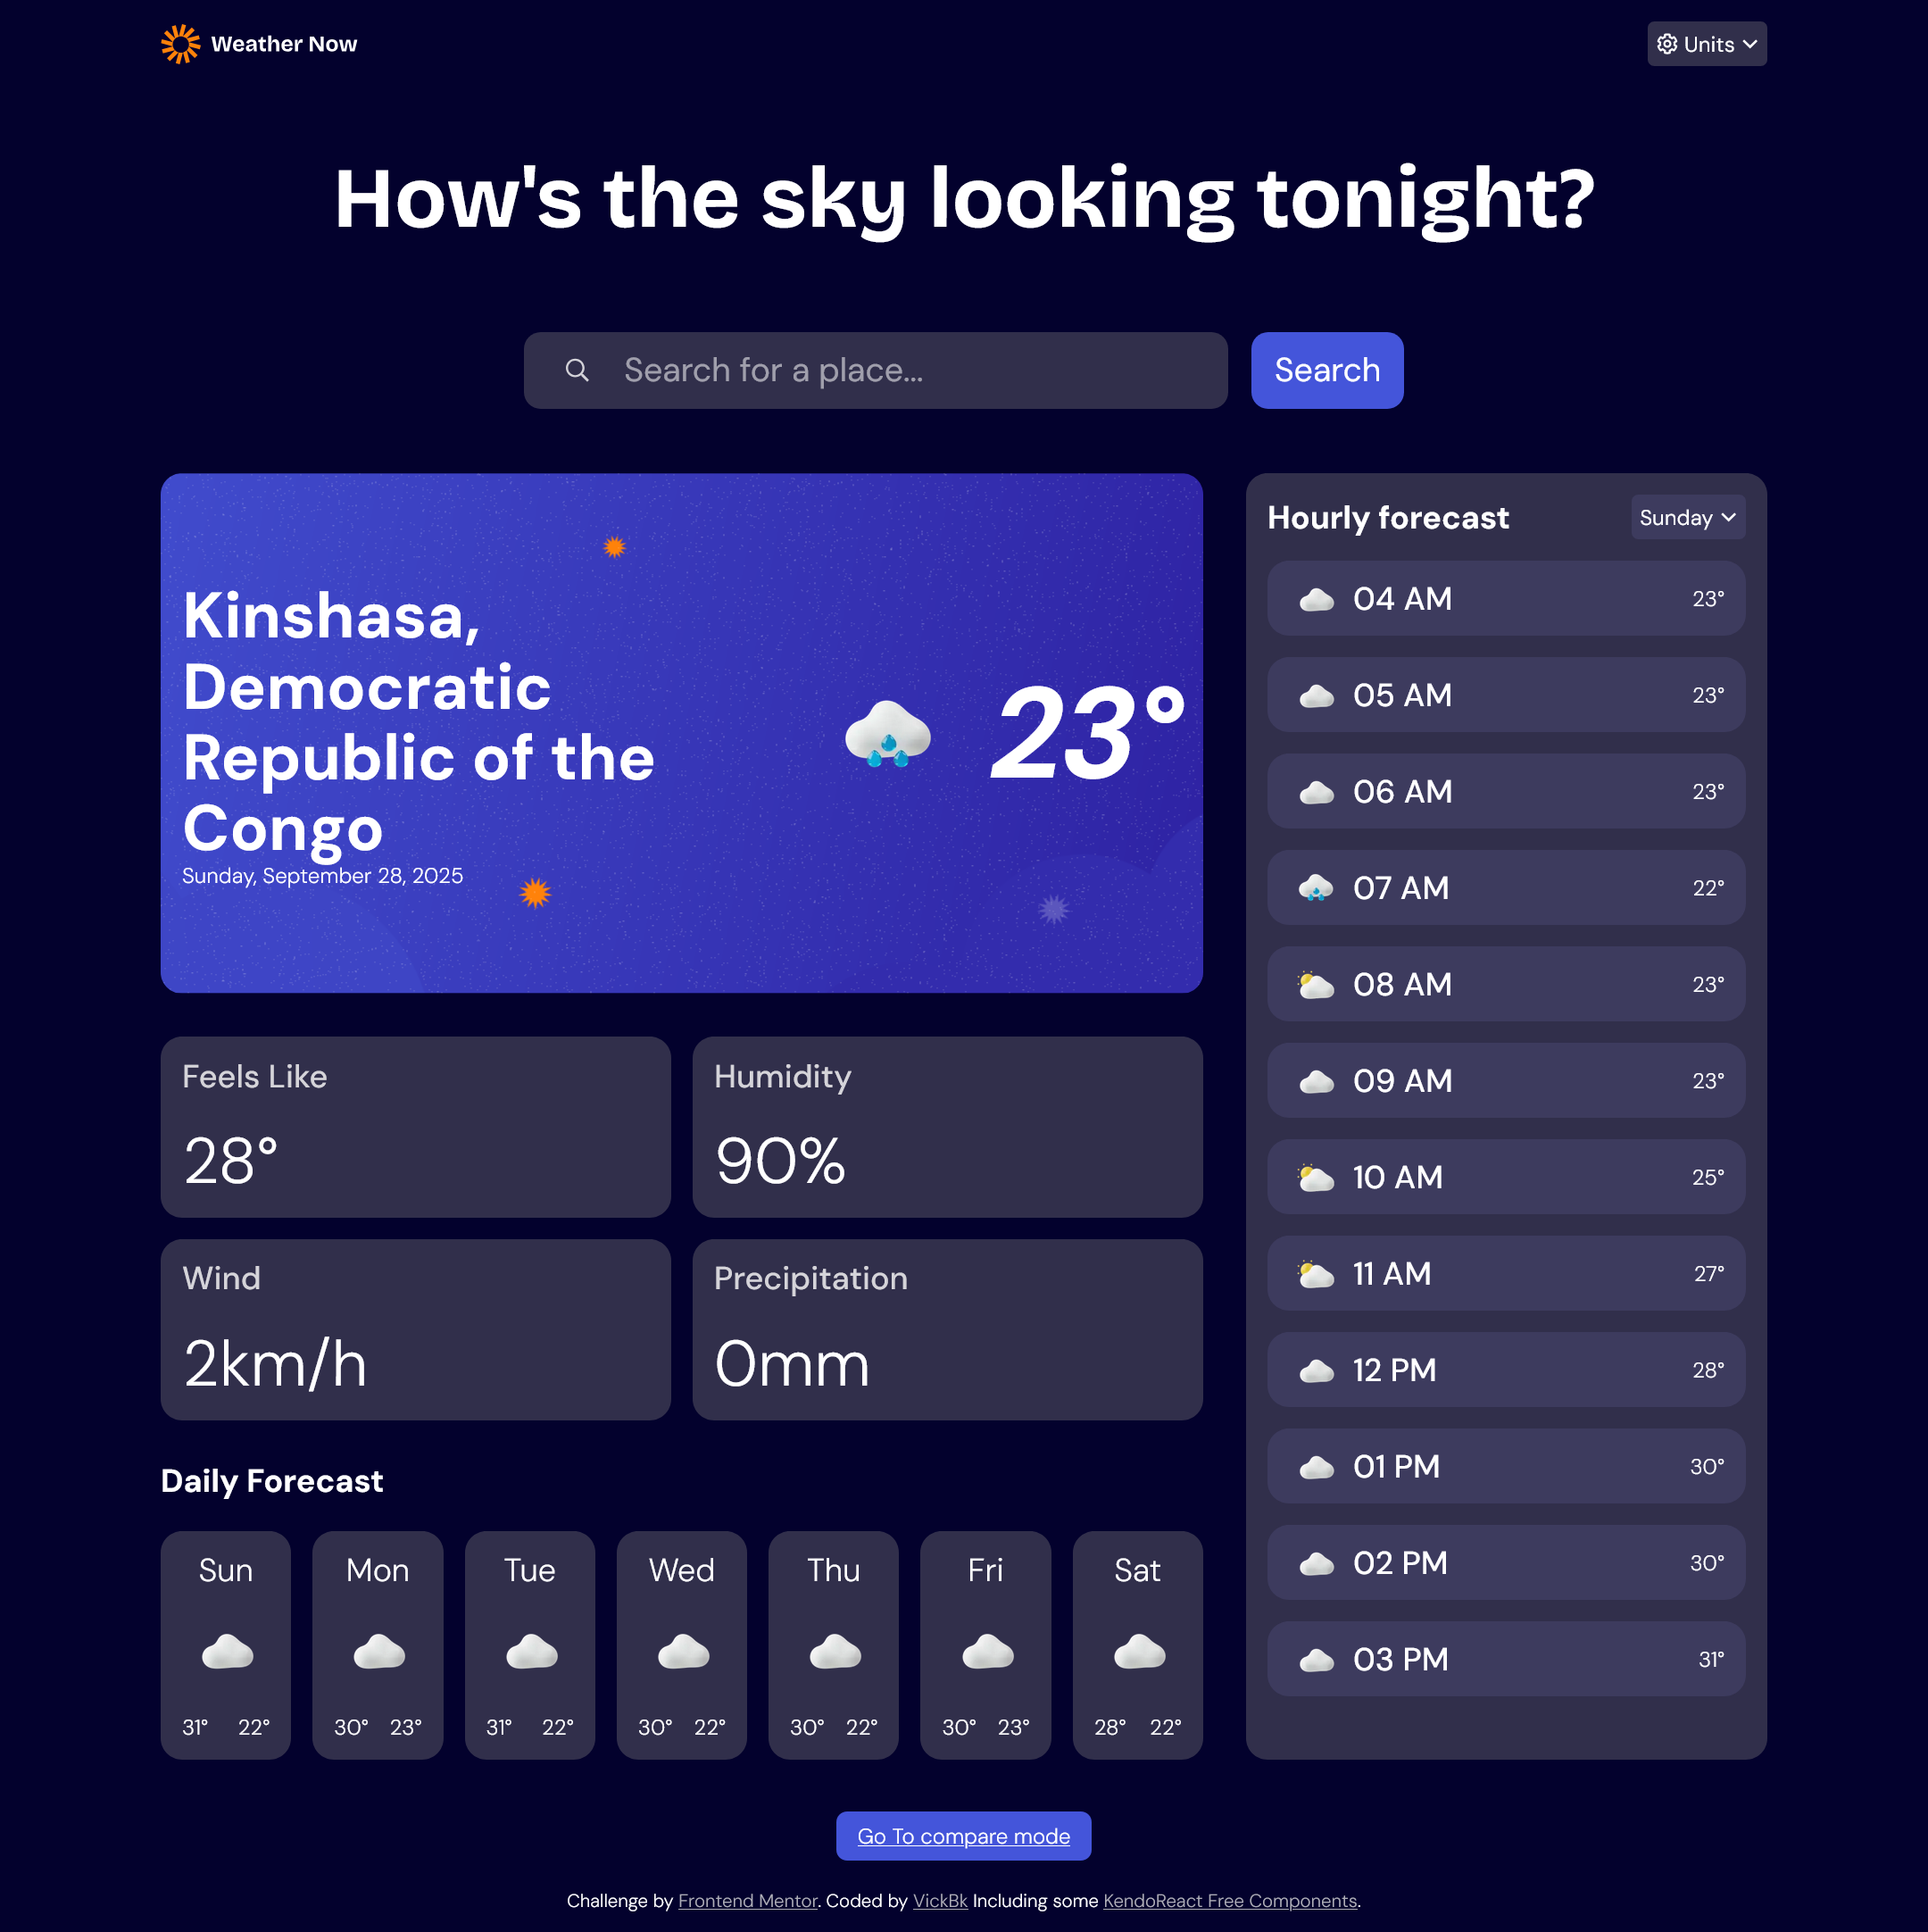 Weather Now
Units
How's the sky looking tonight?
Search for a place...
Search
Kinshasa,
Democratic
Republic of the
Congo
Sunday, September 28, 2025
23°
Feels Like
28°
Humidity
90%
Wind
2km/h
Precipitation
0mm
Daily Forecast
Sun
31° 22°
Mon
30° 23°
Tue
31° 22°
Wed
30° 22°
Thu
30° 22°
Fri
30° 23°
Sat
28° 22°
Hourly forecast
Sunday
04 AM 23°
05 AM 23°
06 AM 23°
07 AM 22°
08 AM 23°
09 AM 23°
10 AM 25°
11 AM 27°
12 PM 28°
01 PM 30°
02 PM 30°
03 PM 31°
Go To compare mode
Challenge by Frontend Mentor. Coded by VickBk Including some KendoReact Free Components.